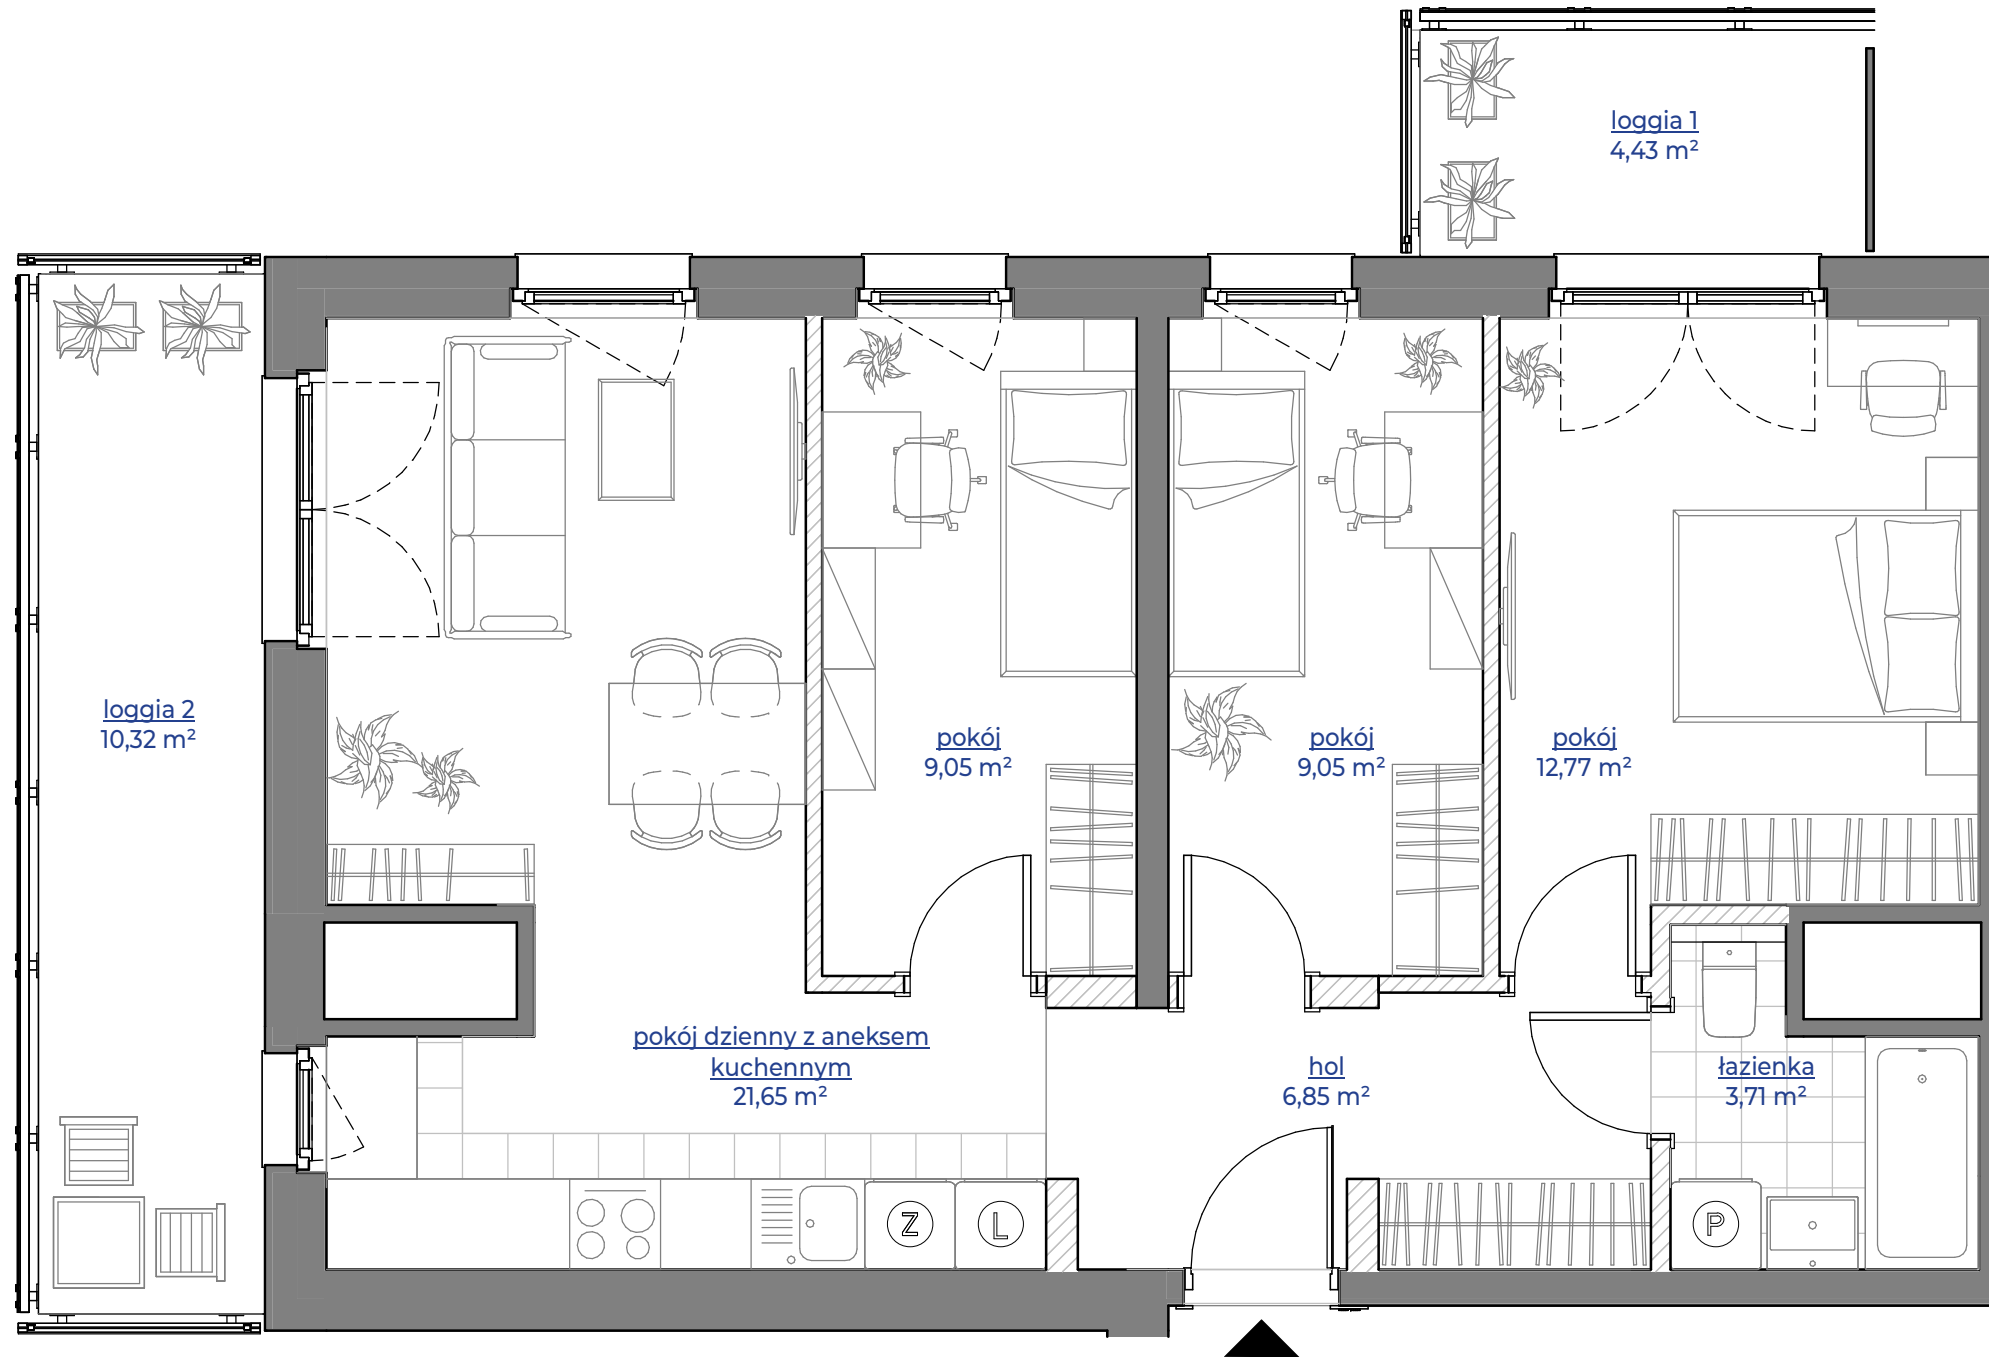 loggia 1
4,43 m²
loggia 2
10,32 m²
pokój
9,05 m²
pokój
9,05 m²
pokój
12,77 m²
pokój dzienny z aneksem
kuchennym
21,65 m²
hol
6,85 m²
łazienka
3,71 m²
Z
L
P